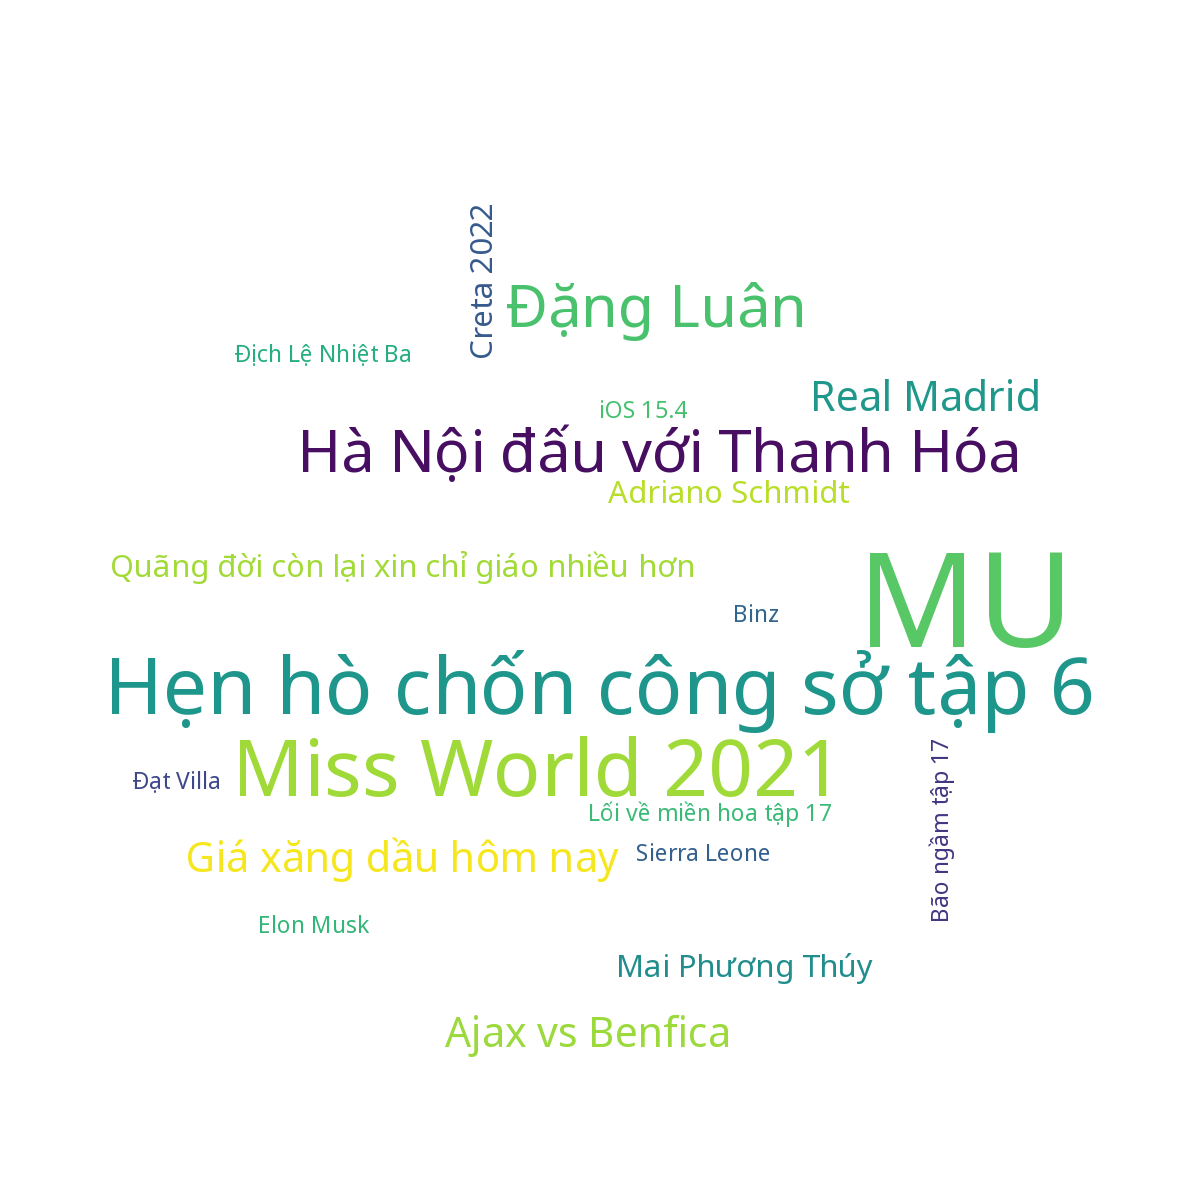 Creta 2022
Đặng Luân
Địch Lệ Nhiệt Ba
Real Madrid
iOS 15.4
Hà Nội đấu với Thanh Hóa
Adriano Schmidt
Quãng đời còn lại xin chỉ giáo nhiều hơn
MU
Binz
Hẹn hò chốn công sở tập 6
Miss World 2021
Đạt Villa
Bão ngầm tập 17
Lối về miền hoa tập 17
Giá xăng dầu hôm nay
Sierra Leone
Elon Musk
Mai Phương Thúy
Ajax vs Benfica